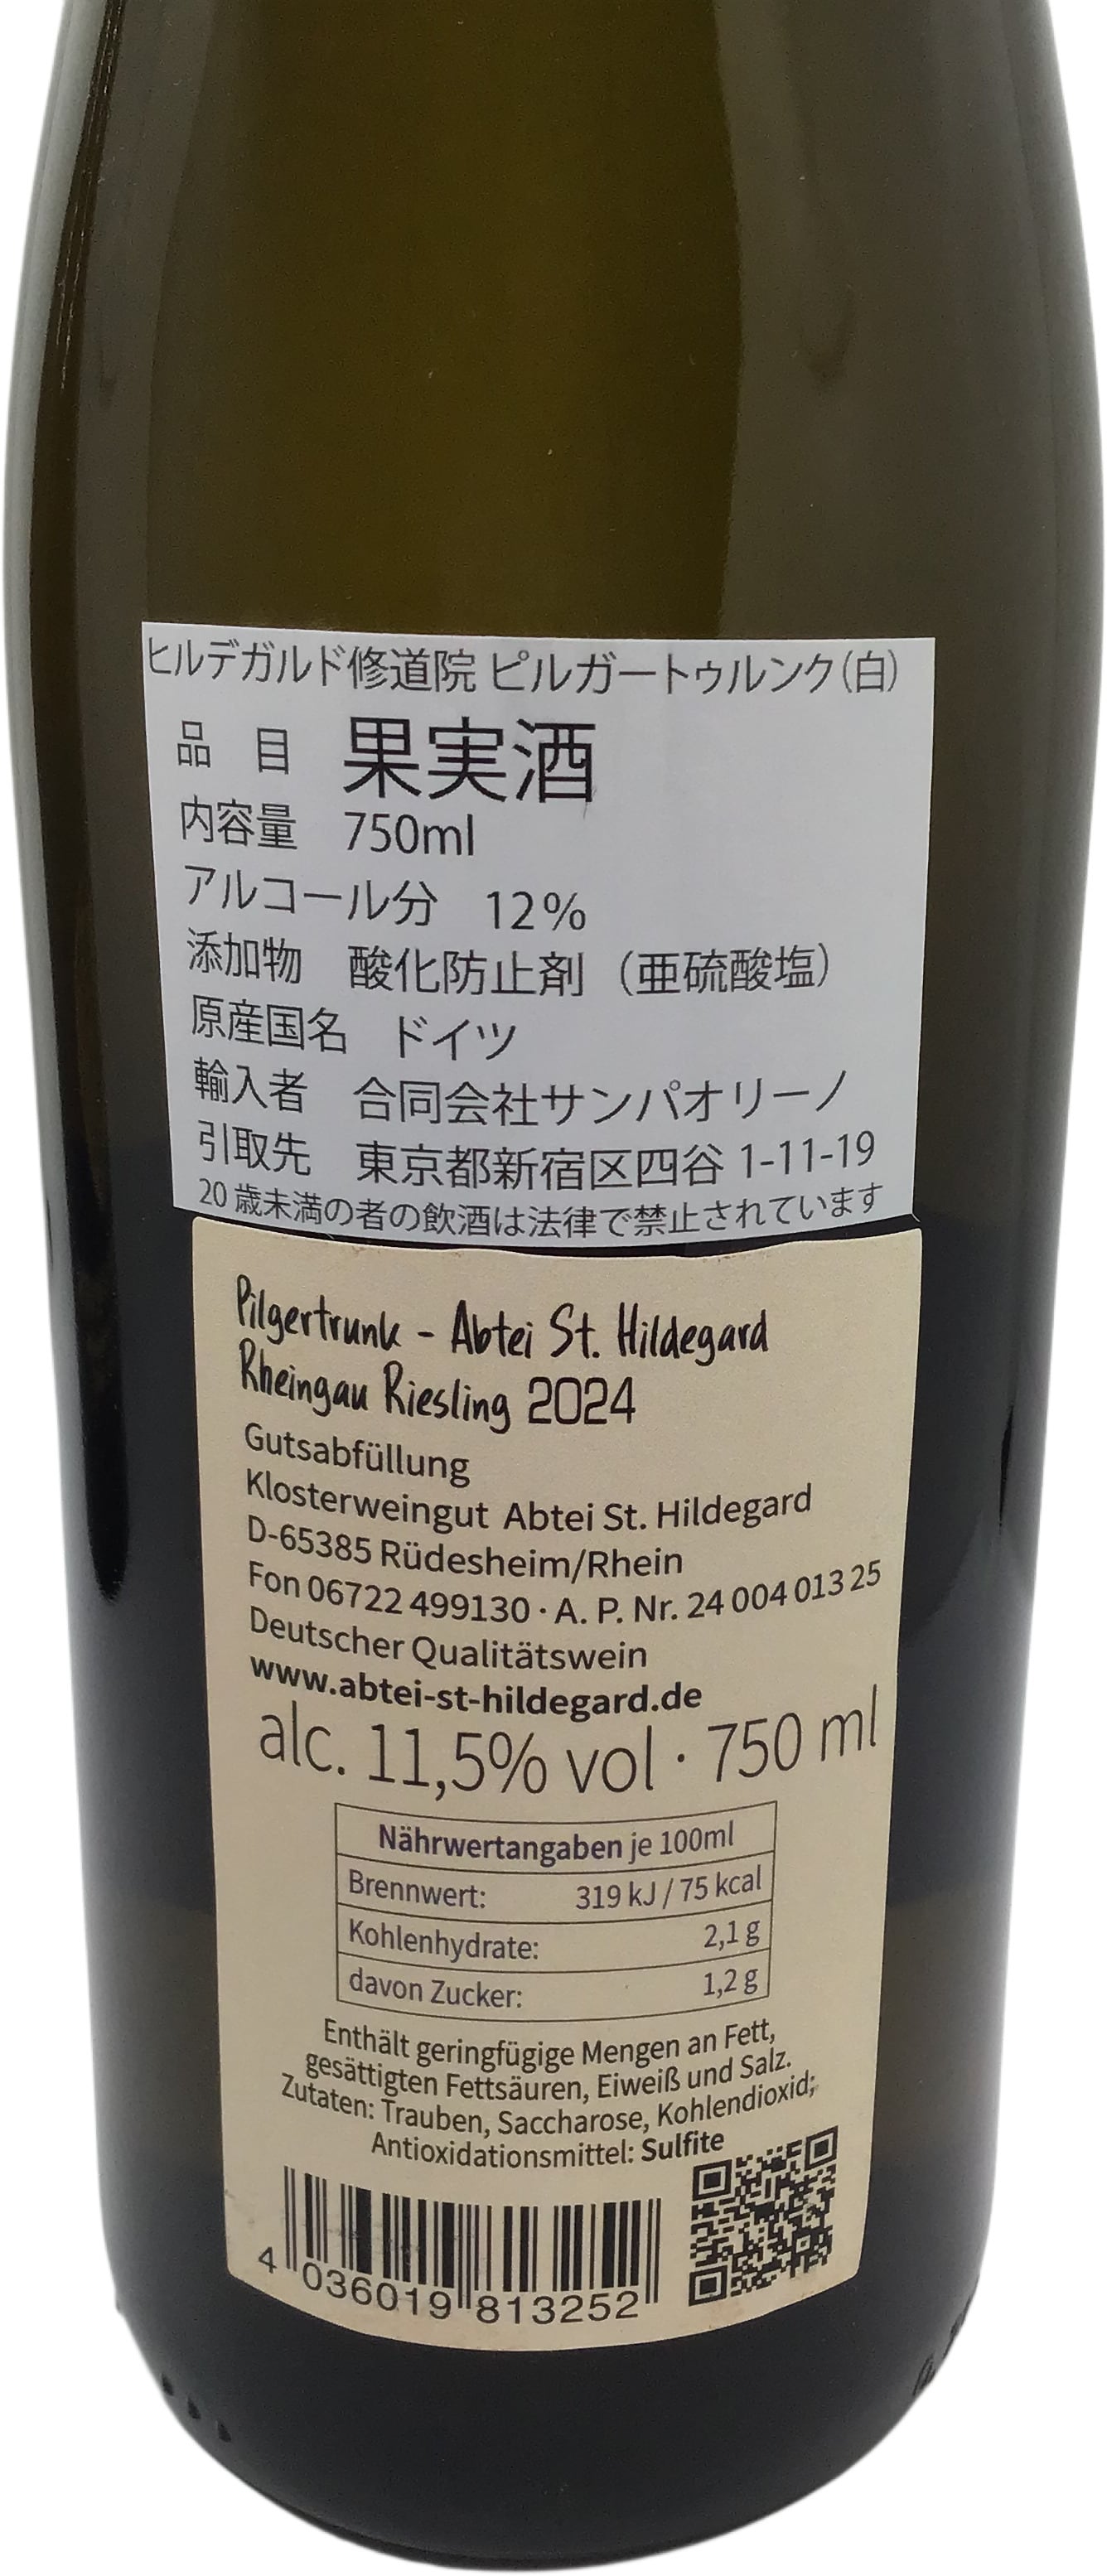 ヒルデガルド修道院 ピルガートゥルンク(白)
品 目 果実酒
内容量 750ml
アルコール分 12%
添加物 酸化防止剤（亜硫酸塩）
原産国名 ドイツ
輸入者 合同会社サンパオリーノ
引取先 東京都新宿区四谷 1-11-19
20 歳未満の者の飲酒は法律で禁止されています
Pilgertrunk - Abtei St. Hildegard
Rheingau Riesling 2024
Gutsabfüllung
Klosterweingut Abtei St. Hildegard
D-65385 Rüdesheim/Rhein
Fon 06722 499130 · A. P. Nr. 24 004 013 25
Deutscher Qualitätswein
www.abtei-st-hildegard.de
alc. 11,5% vol · 750 ml
Nährwertangaben je 100ml
Brennwert: 319 kJ / 75 kcal
Kohlenhydrate: 2,1 g
davon Zucker: 1,2 g
Enthält geringfügige Mengen an Fett,
gesättigten Fettsäuren, Eiweiß und Salz.
Zutaten: Trauben, Saccharose, Kohlendioxid;
Antioxidationsmittel: Sulfite
4 036019 813252